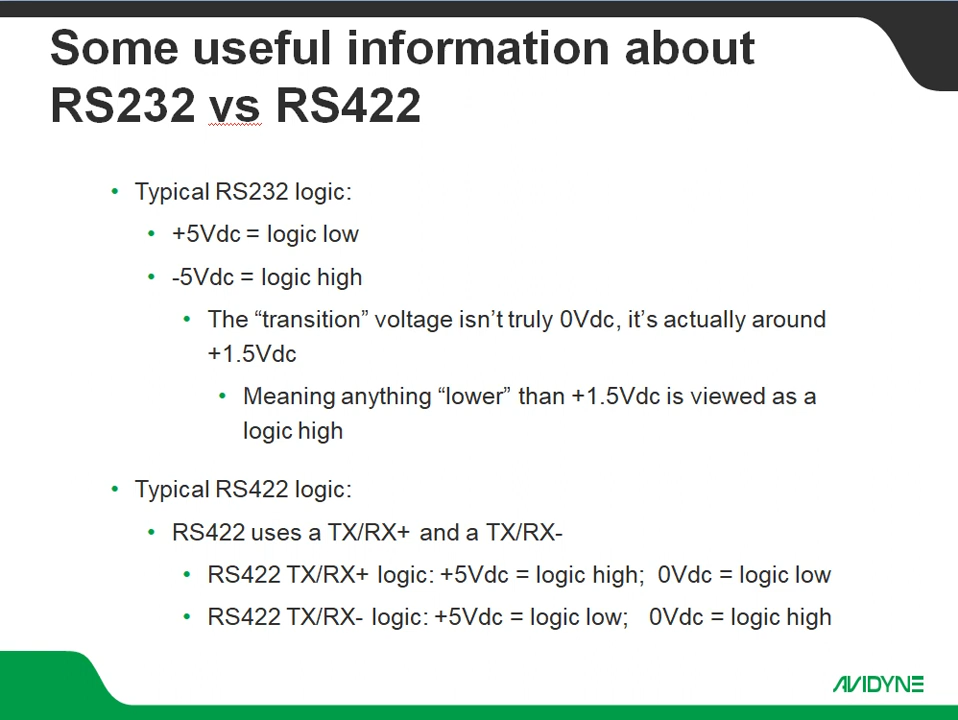 Some useful information about
RS232 vs RS422
• Typical RS232 logic:
• +5Vdc = logic low
• -5Vdc = logic high
• The “transition” voltage isn’t truly 0Vdc, it’s actually around
+1.5Vdc
• Meaning anything “lower” than +1.5Vdc is viewed as a
logic high
• Typical RS422 logic:
• RS422 uses a TX/RX+ and a TX/RX-
• RS422 TX/RX+ logic: +5Vdc = logic high;  0Vdc = logic low
• RS422 TX/RX- logic: +5Vdc = logic low;   0Vdc = logic high
AVIDYNE